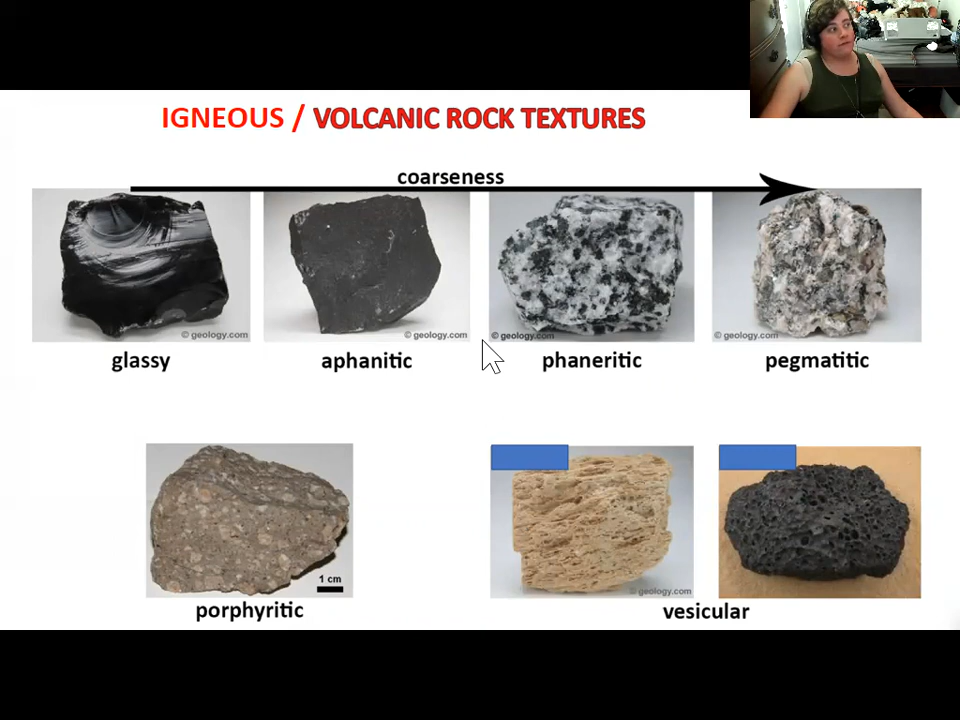 IGNEOUS / VOLCANIC ROCK TEXTURES
coarseness
© geology.com
© geology.com
© geology.com
© geology.com
glassy
aphanitic
phaneritic
pegmatitic
1 cm
© geology.com
porphyritic
vesicular